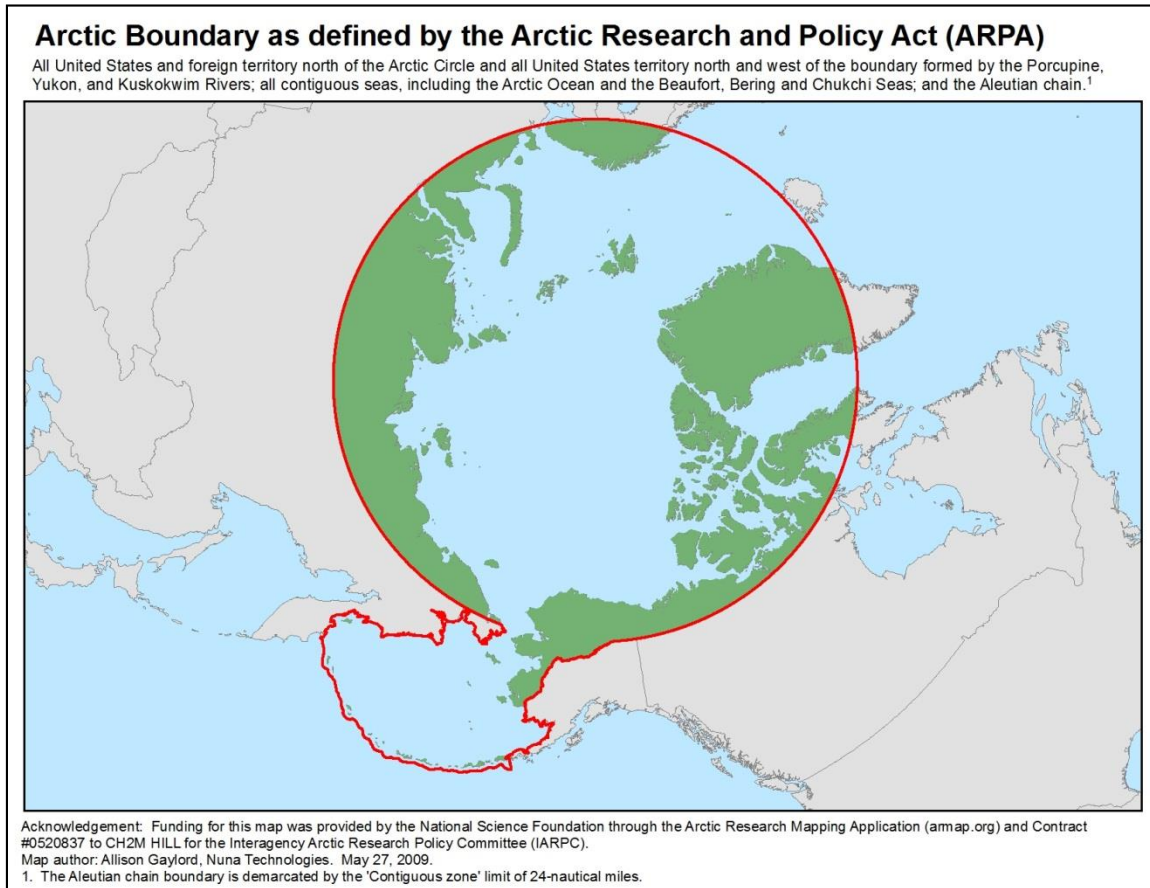 Arctic Boundary as defined by the Arctic Research and Policy Act (ARPA)
All United States and foreign territory north of the Arctic Circle and all United States territory north and west of the boundary formed by the Porcupine,
Yukon, and Kuskokwim Rivers; all contiguous seas, including the Arctic Ocean and the Beaufort, Bering and Chukchi Seas; and the Aleutian chain.¹
Acknowledgement: Funding for this map was provided by the National Science Foundation through the Arctic Research Mapping Application (armap.org) and Contract
#0520837 to CH2M HILL for the Interagency Arctic Research Policy Committee (IARPC).
Map author: Allison Gaylord, Nuna Technologies. May 27, 2009.
1. The Aleutian chain boundary is demarcated by the 'Contiguous zone' limit of 24-nautical miles.